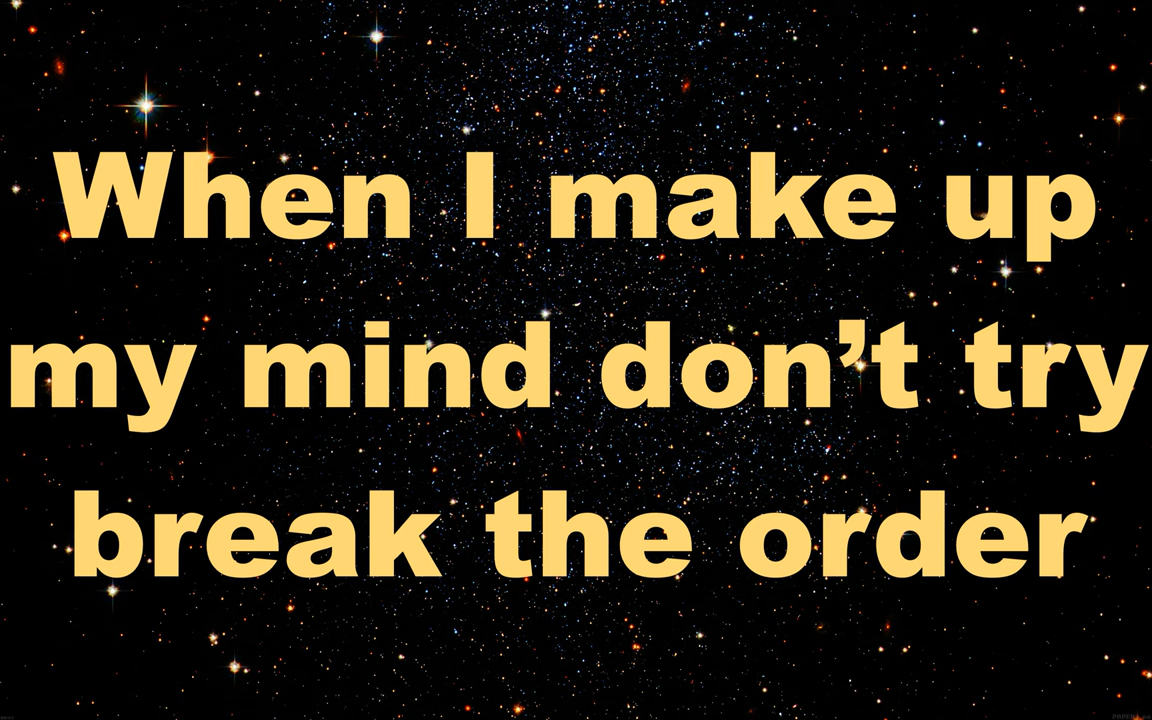 When I make up
my mind don’t try
break the order